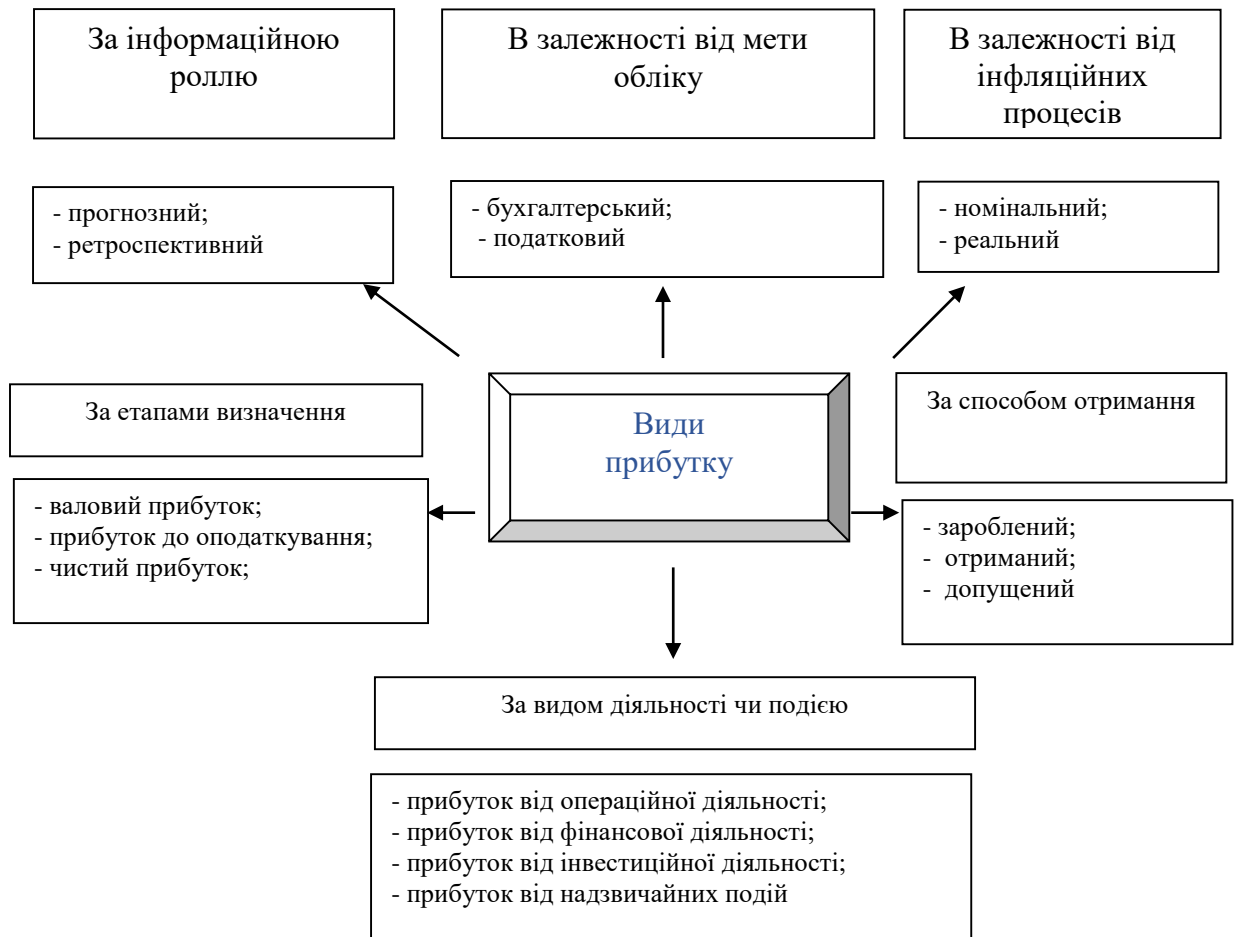 За інформаційною
роллю
В залежності від мети
обліку
В залежності від
інфляційних
процесів
- прогнозний;
- ретроспективний
- бухгалтерський;
- податковий
- номінальний;
- реальний
За етапами визначення
Види
прибутку
За способом отримання
- валовий прибуток;
- прибуток до оподаткування;
- чистий прибуток;
- зароблений;
- отриманий;
- допущений
За видом діяльності чи подією
- прибуток від операційної діяльності;
- прибуток від фінансової діяльності;
- прибуток від інвестиційної діяльності;
- прибуток від надзвичайних подій